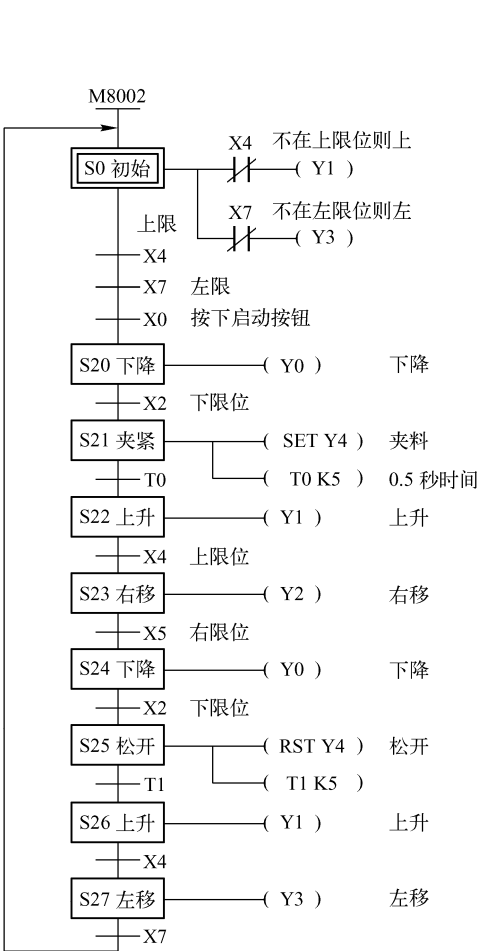 M8002
X4 不在上限位则上
S0 初始 ( Y1 )
X7 不在左限位则左
( Y3 )
上限
X4
X7 左限
X0 按下启动按钮
S20 下降 ( Y0 ) 下降
X2 下限位
S21 夹紧 ( SET Y4 ) 夹料
T0 ( T0 K5 ) 0.5 秒时间
S22 上升 ( Y1 ) 上升
X4 上限位
S23 右移 ( Y2 ) 右移
X5 右限位
S24 下降 ( Y0 ) 下降
X2 下限位
S25 松开 ( RST Y4 ) 松开
T1 ( T1 K5 )
S26 上升 ( Y1 ) 上升
X4
S27 左移 ( Y3 ) 左移
X7